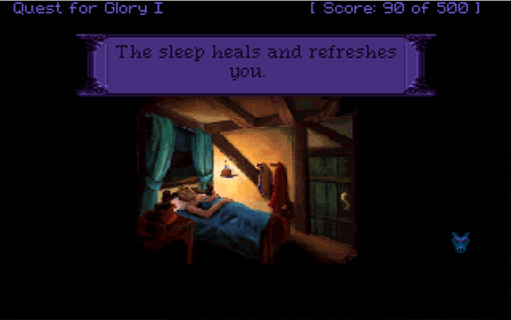 Quest for Glory I
[ Score: 90 of 500 ]
The sleep heals and refreshes
you.